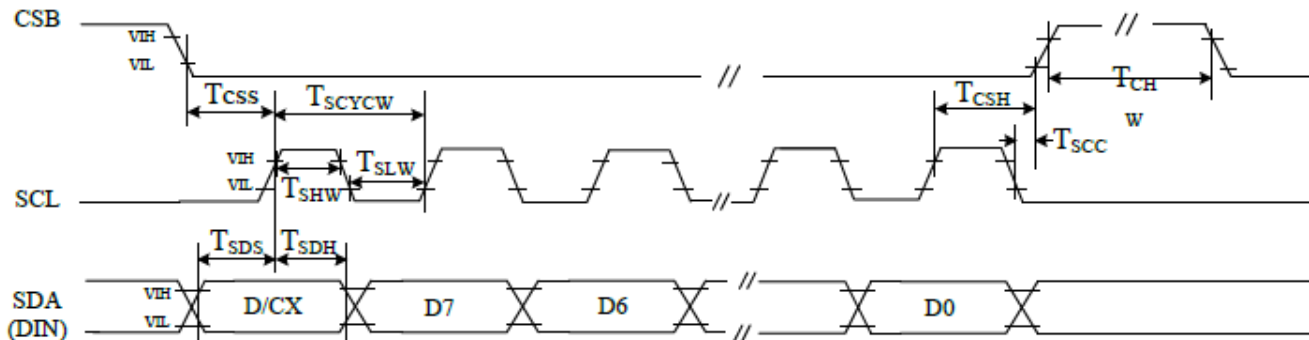 CSB
VIH
VIL
TCSS
TSCYCW
TCSH
TCH
W
TSCC
SCL
VIH
VIL
TSHW
TSLW
TSDS
TSDH
SDA
(DIN)
VIH
VIL
D/CX
D7
D6
D0